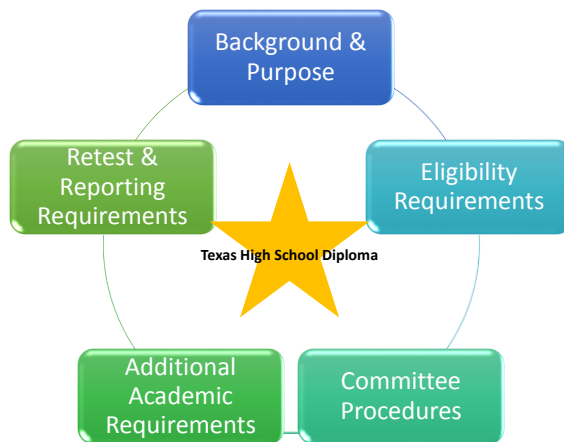 Background &
Purpose
Eligibility
Requirements
Committee
Procedures
Additional
Academic
Requirements
Retest &
Reporting
Requirements
Texas High School Diploma